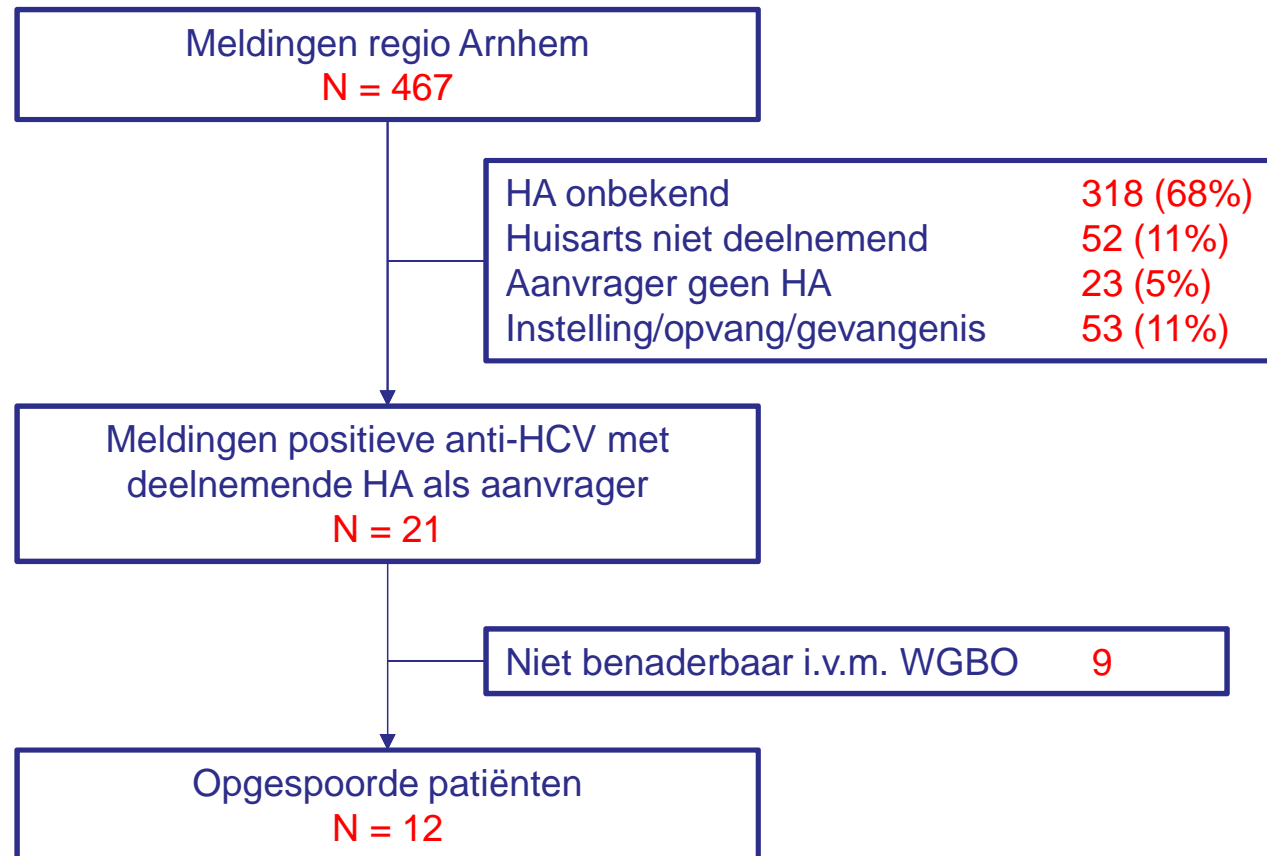 Meldingen regio Arnhem
N = 467
HA onbekend 318 (68%)
Huisarts niet deelnemend 52 (11%)
Aanvrager geen HA 23 (5%)
Instelling/opvang/gevangenis 53 (11%)
Meldingen positieve anti-HCV met
deelnemende HA als aanvrager
N = 21
Niet benaderbaar i.v.m. WGBO 9
Opgespoorde patiënten
N = 12